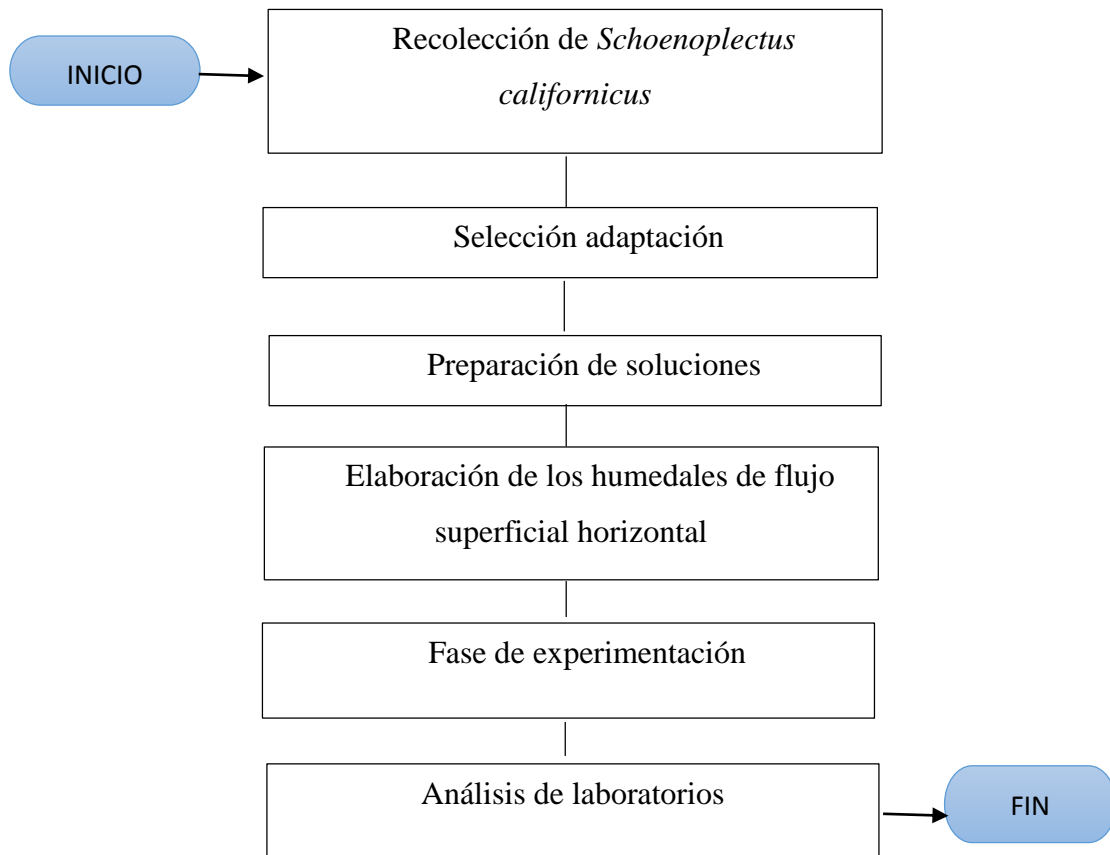 INICIO
Recolección de Schoenoplectus
californicus
Selección adaptación
Preparación de soluciones
Elaboración de los humedales de flujo
superficial horizontal
Fase de experimentación
Análisis de laboratorios
FIN